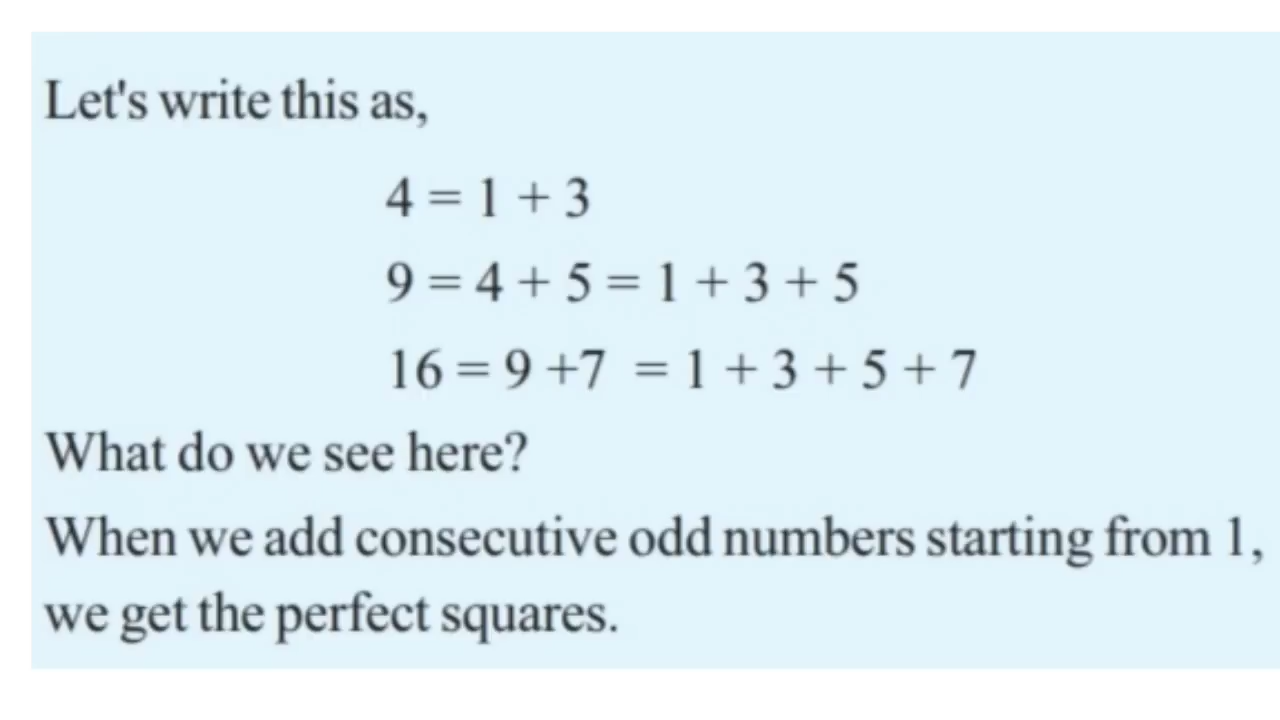 Let's write this as,
4 = 1 + 3
9 = 4 + 5 = 1 + 3 + 5
16 = 9 +7 = 1 + 3 + 5 + 7
What do we see here?
When we add consecutive odd numbers starting from 1,
we get the perfect squares.